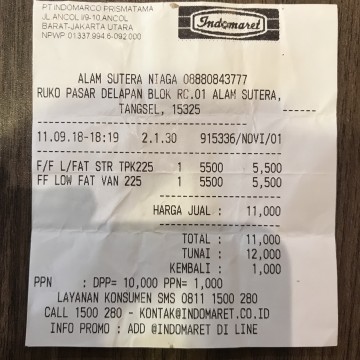 PT INDOMARCO PRISMATAMA
JL.ANCOL I/9-10,ANCOL
BARAT-JAKARTA UTARA
NPWP 01.337.994.6-092.000
Indomaret
ALAM SUTERA NIAGA 08880843777
RUKO PASAR DELAPAN BLOK RC.01 ALAM SUTERA,
TANGSEL, 15325
11.09.18-18:19 2.1.30 915336/NOVI/01
F/F L/FAT STR TPK225 1 5500 5,500
FF LOW FAT VAN 225 1 5500 5,500
HARGA JUAL : 11,000
TOTAL : 11,000
TUNAI : 12,000
KEMBALI : 1,000
PPN : DPP= 10,000 PPN= 1,000
LAYANAN KONSUMEN SMS 0811 1500 280
CALL 1500 280 - KONTAK@INDOMARET.CO.ID
INFO PROMO : ADD @INDOMARET DI LINE